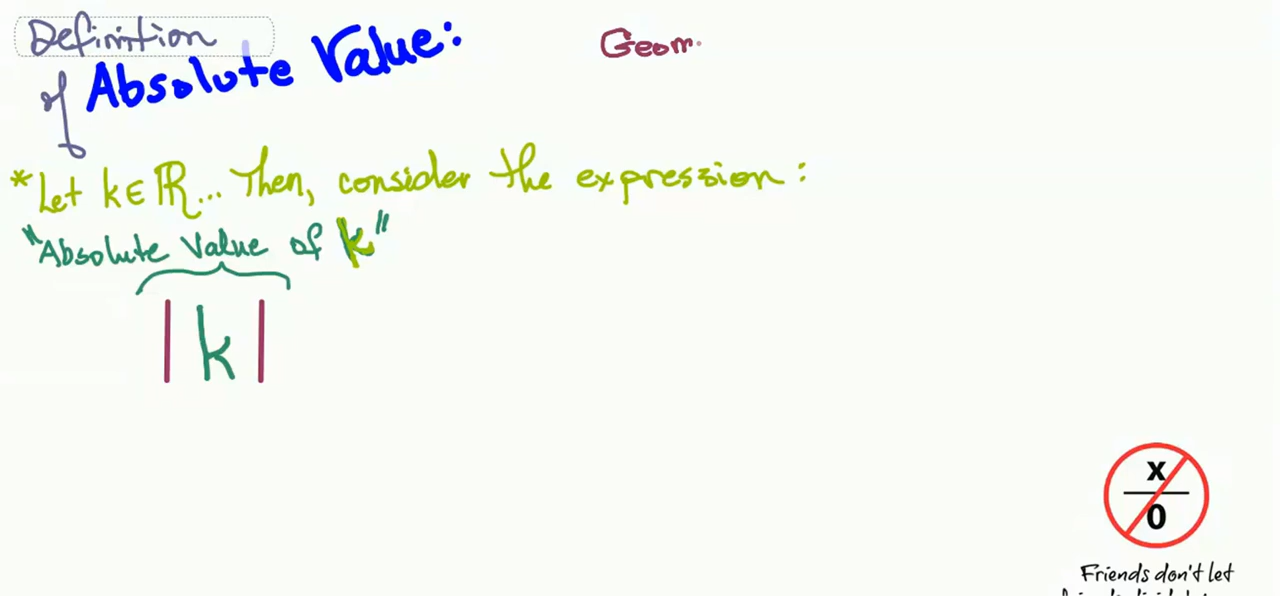 Definition
of Absolute Value:
Geom
*Let k∈ℝ... Then, consider the expression:
"Absolute Value of k"
|k|
x
0
Friends don't let